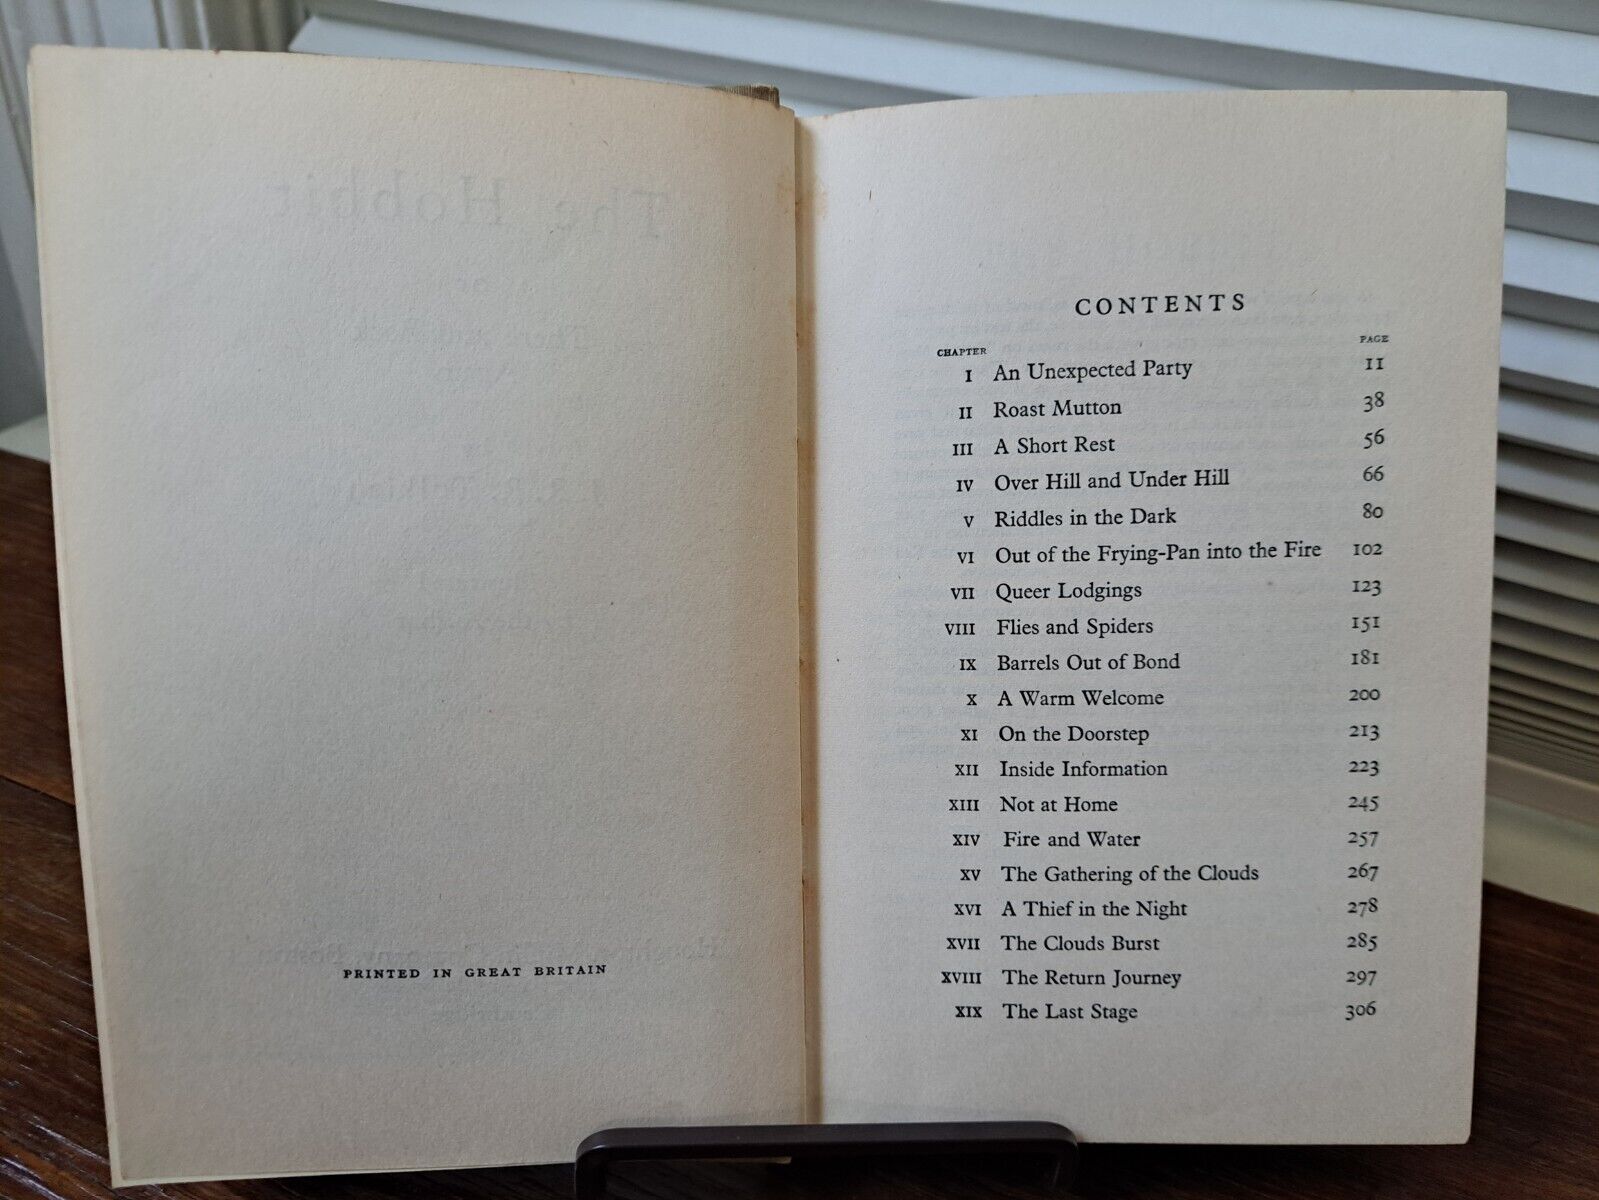 PRINTED IN GREAT BRITAIN
CONTENTS
CHAPTER PAGE
I An Unexpected Party 11
II Roast Mutton 38
III A Short Rest 56
IV Over Hill and Under Hill 66
V Riddles in the Dark 80
VI Out of the Frying-Pan into the Fire 102
VII Queer Lodgings 123
VIII Flies and Spiders 151
IX Barrels Out of Bond 181
X A Warm Welcome 200
XI On the Doorstep 213
XII Inside Information 223
XIII Not at Home 245
XIV Fire and Water 257
XV The Gathering of the Clouds 267
XVI A Thief in the Night 278
XVII The Clouds Burst 285
XVIII The Return Journey 297
XIX The Last Stage 306